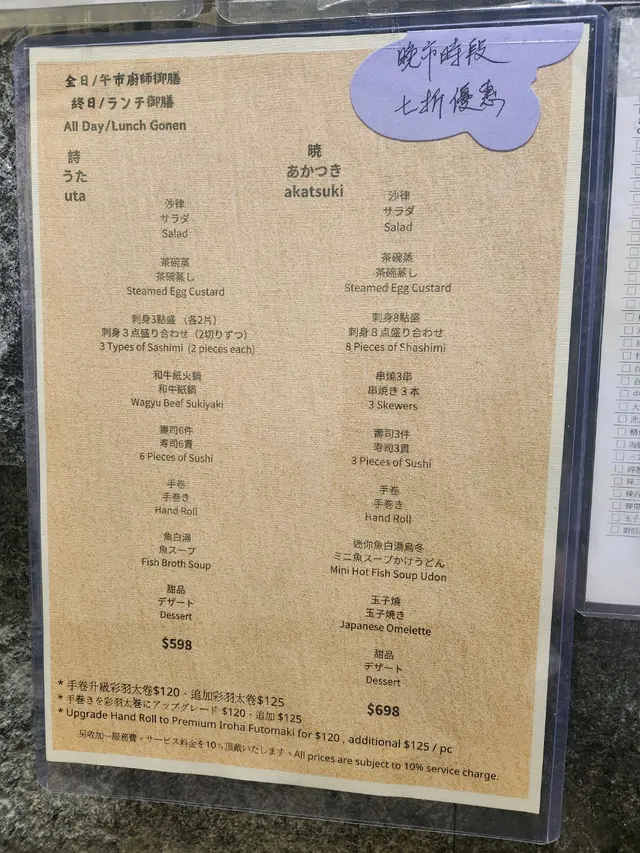 晚市時段
七折優惠
全日/午市廚師御膳
終日/ランチ御膳
All Day/Lunch Gonen
詩
うた
uta
沙律
サラダ
Salad
茶碗蒸
茶碗蒸し
Steamed Egg Custard
刺身3點盛 （各2片）
刺身３点盛り合わせ（2切りずつ）
3 Types of Sashimi (2 pieces each)
和牛紙火鍋
和牛紙鍋
Wagyu Beef Sukiyaki
壽司6件
寿司6貫
6 Pieces of Sushi
手卷
手巻き
Hand Roll
魚白湯
魚スープ
Fish Broth Soup
甜品
デザート
Dessert
$598
暁
あかつき
akatsuki
沙律
サラダ
Salad
茶碗蒸
茶碗蒸し
Steamed Egg Custard
刺身8點盛
刺身８点盛り合わせ
8 Pieces of Shashimi
串燒3串
串焼き３本
3 Skewers
壽司3件
寿司3貫
3 Pieces of Sushi
手卷
手巻き
Hand Roll
迷你魚白湯烏冬
ミニ魚スープかけうどん
Mini Hot Fish Soup Udon
玉子燒
玉子焼き
Japanese Omelette
甜品
デザート
Dessert
$698
* 手卷升級彩羽太卷$120、追加彩羽太卷$125
* 手巻きを彩羽太巻にアップグレード $120、追加 $125
* Upgrade Hand Roll to Premium Iroha Futomaki for $120 , additional $125 / pc
另收加一服務費・サービス料金を10％頂戴いたします、All prices are subject to 10% service charge.